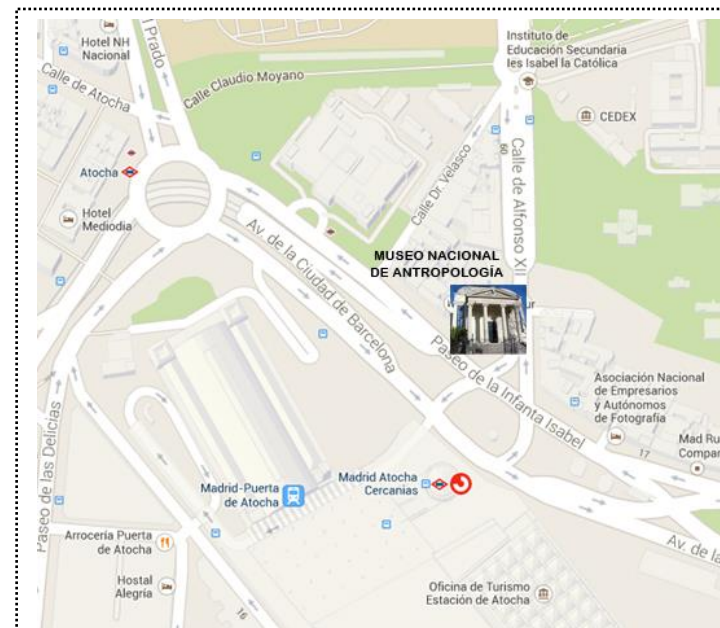 Hotel NH
Nacional
l Prado
Calle Claudio Moyano
Calle de Atocha
Instituto de
Educación Secundaria
Ies Isabel la Católica
CEDEX
60
Calle de Alfonso XII
Calle Dr. Velasco
Atocha
Hotel
Mediodia
Av. de la Ciudad de Barcelona
MUSEO NACIONAL
DE ANTROPOLOGÍA
ur
Paseo de la Infanta Isabel
Asociación Nacional
de Empresarios
y Autónomos
de Fotografía
17
Mad Ru
Compar
Paseo de las Delicias
Madrid-Puerta
de Atocha
Madrid Atocha
Cercanias
Av. de la
Arrocería Puerta
de Atocha
Hostal
Alegría
16
Oficina de Turismo
Estación de Atocha